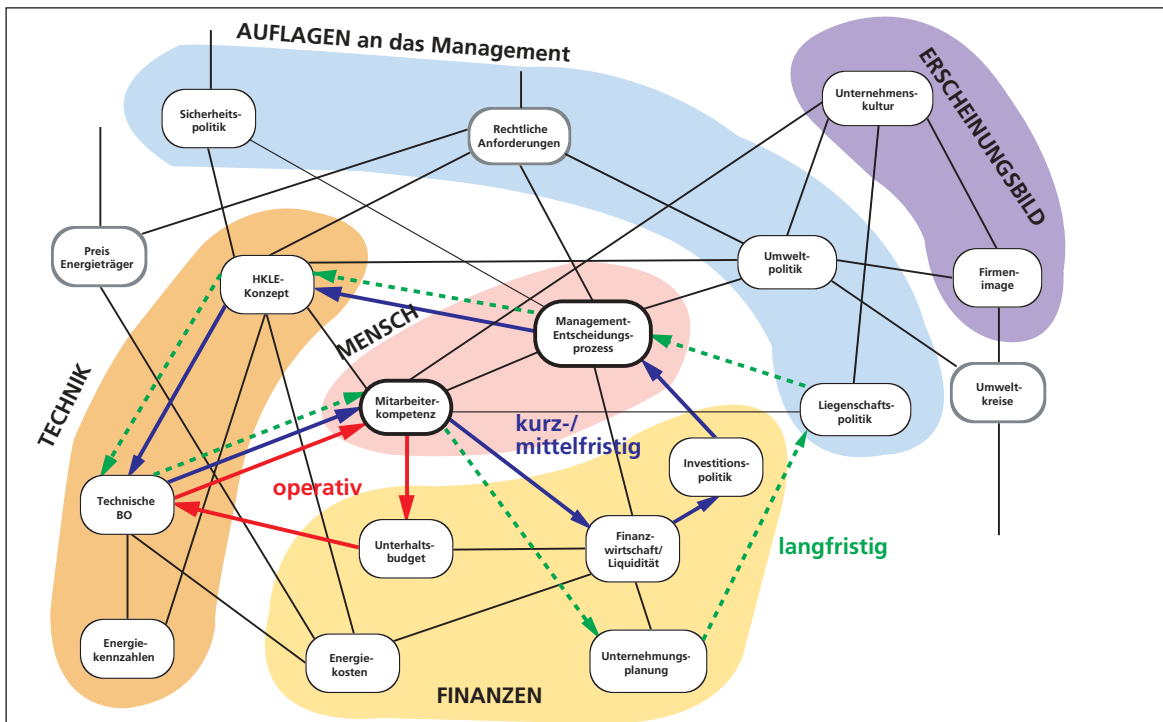 AUFLAGEN an das Management
ERSCHEINUNGSBILD
Unternehmens-
kultur
Sicherheits-
politik
Rechtliche
Anforderungen
Preis
Energieträger
HKLE-
Konzept
Umwelt-
politik
Firmen-
image
MENSCH
Management-
Entscheidungs-
prozess
TECHNIK
Mitarbeiter-
kompetenz
Liegenschafts-
politik
Umwelt-
kreise
kurz-/
mittelfristig
Investitions-
politik
operativ
Technische
BO
Unterhalts-
budget
Finanz-
wirtschaft/
Liquidität
langfristig
Energie-
kennzahlen
Energie-
kosten
Unternehmungs-
planung
FINANZEN